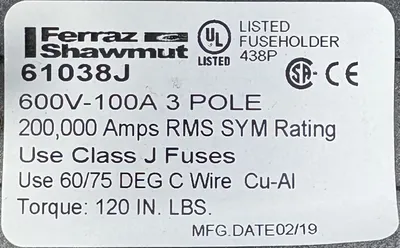 Ferraz
Shawmut
UL
LISTED
LISTED
FUSEHOLDER
438P
61038J
SA CE
600V-100A 3 POLE
200,000 Amps RMS SYM Rating
Use Class J Fuses
Use 60/75 DEG C Wire Cu-Al
Torque: 120 IN. LBS.
MFG.DATE02/19